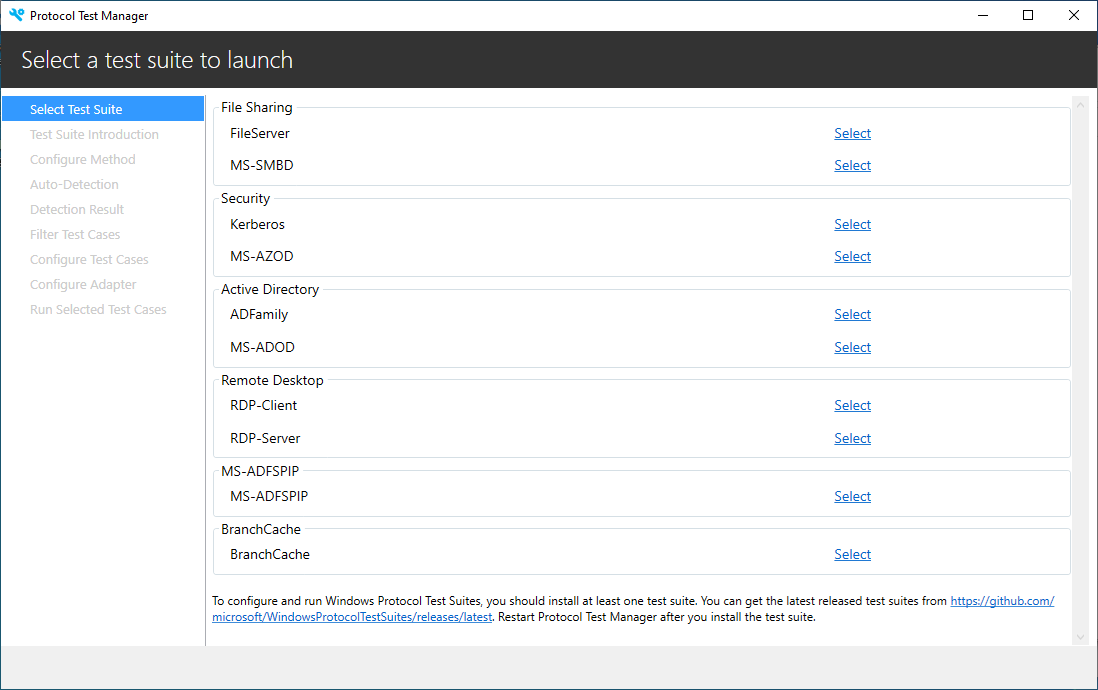 Protocol Test Manager
Select a test suite to launch
Select Test Suite
Test Suite Introduction
Configure Method
Auto-Detection
Detection Result
Filter Test Cases
Configure Test Cases
Configure Adapter
Run Selected Test Cases
File Sharing
FileServer Select
MS-SMBD Select
Security
Kerberos Select
MS-AZOD Select
Active Directory
ADFamily Select
MS-ADOD Select
Remote Desktop
RDP-Client Select
RDP-Server Select
MS-ADFSPIP
MS-ADFSPIP Select
BranchCache
BranchCache Select
To configure and run Windows Protocol Test Suites, you should install at least one test suite. You can get the latest released test suites from https://github.com/
microsoft/WindowsProtocolTestSuites/releases/latest. Restart Protocol Test Manager after you install the test suite.